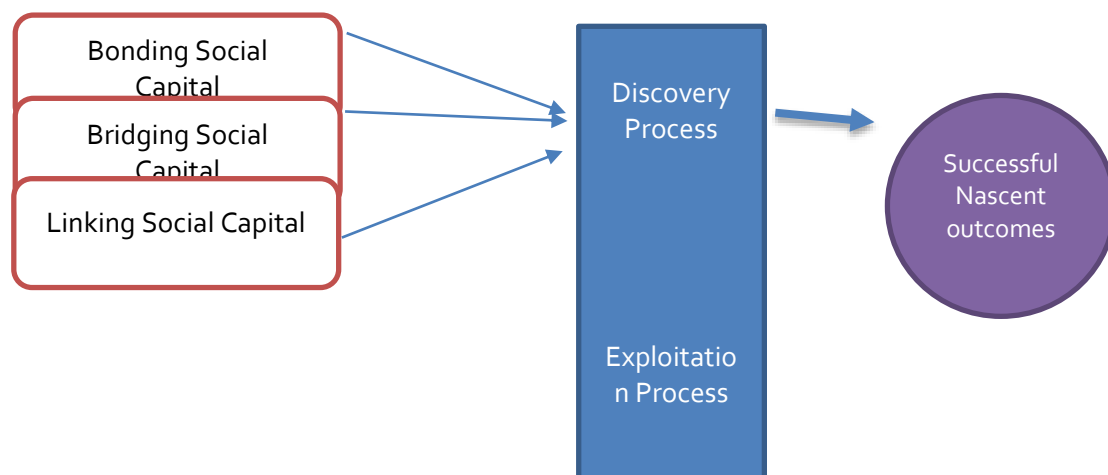 Bonding Social
Capital
Bridging Social
Capital
Linking Social Capital
Discovery
Process
Exploitatio
n Process
Successful
Nascent
outcomes